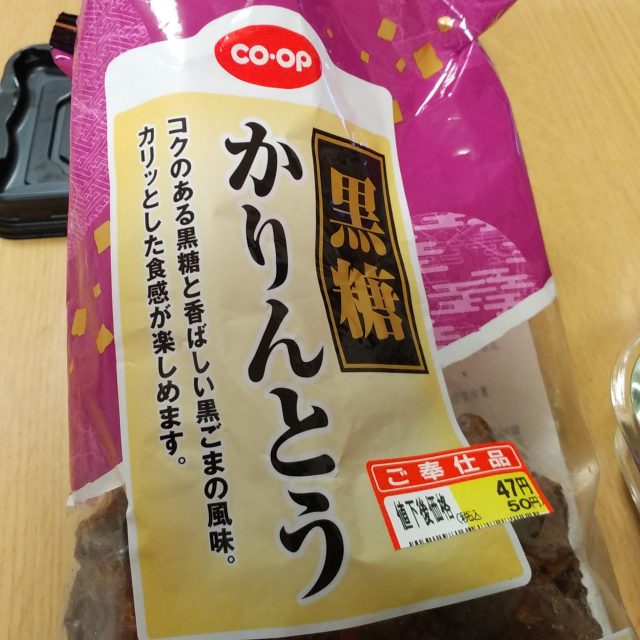 CO・OP
黒糖
かりんとう
コクのある黒糖と香ばしい黒ごまの風味。
カリッとした食感が楽しめます。
ご奉仕品
値下後価格
47円
(税込 50円